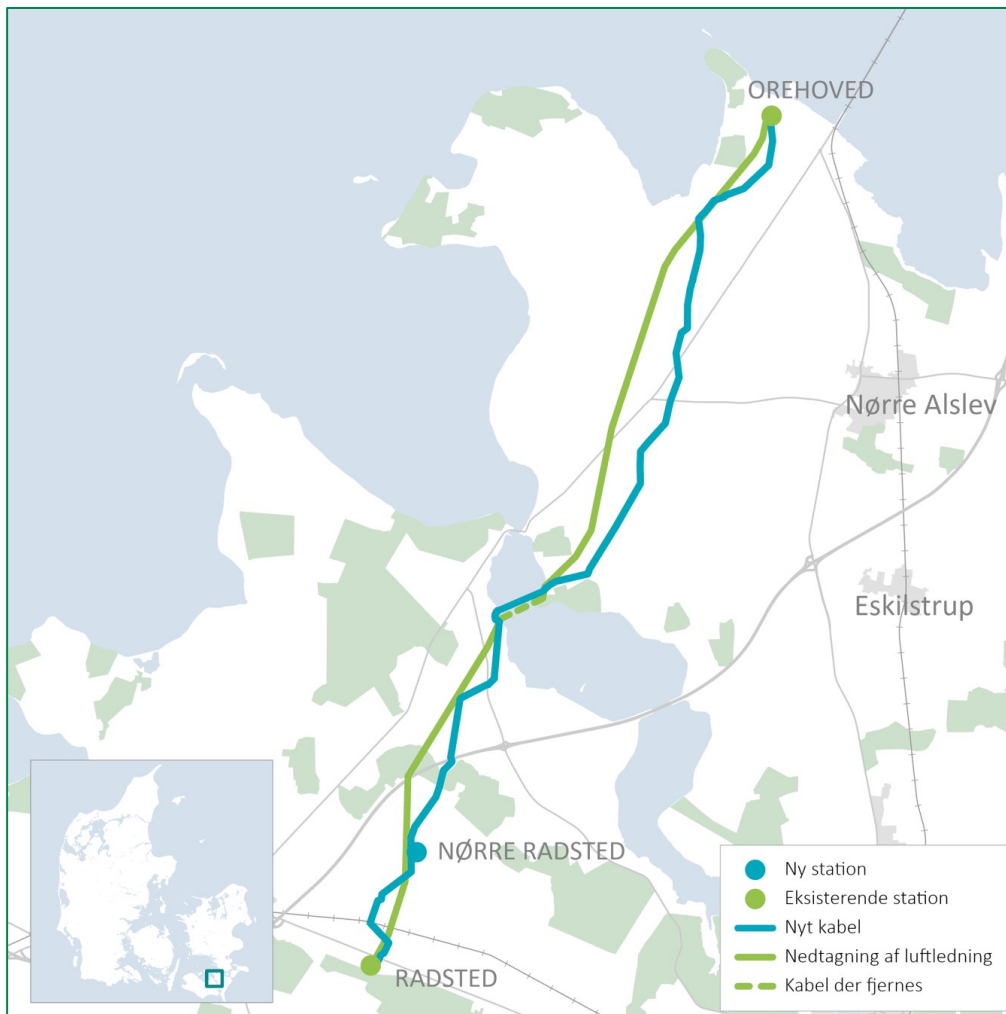 OREHOVED
Nørre Alslev
Eskilstrup
NØRRE RADSTED
RADSTED
Ny station
Eksisterende station
Nyt kabel
Nedtagning af luftledning
Kabel der fjernes